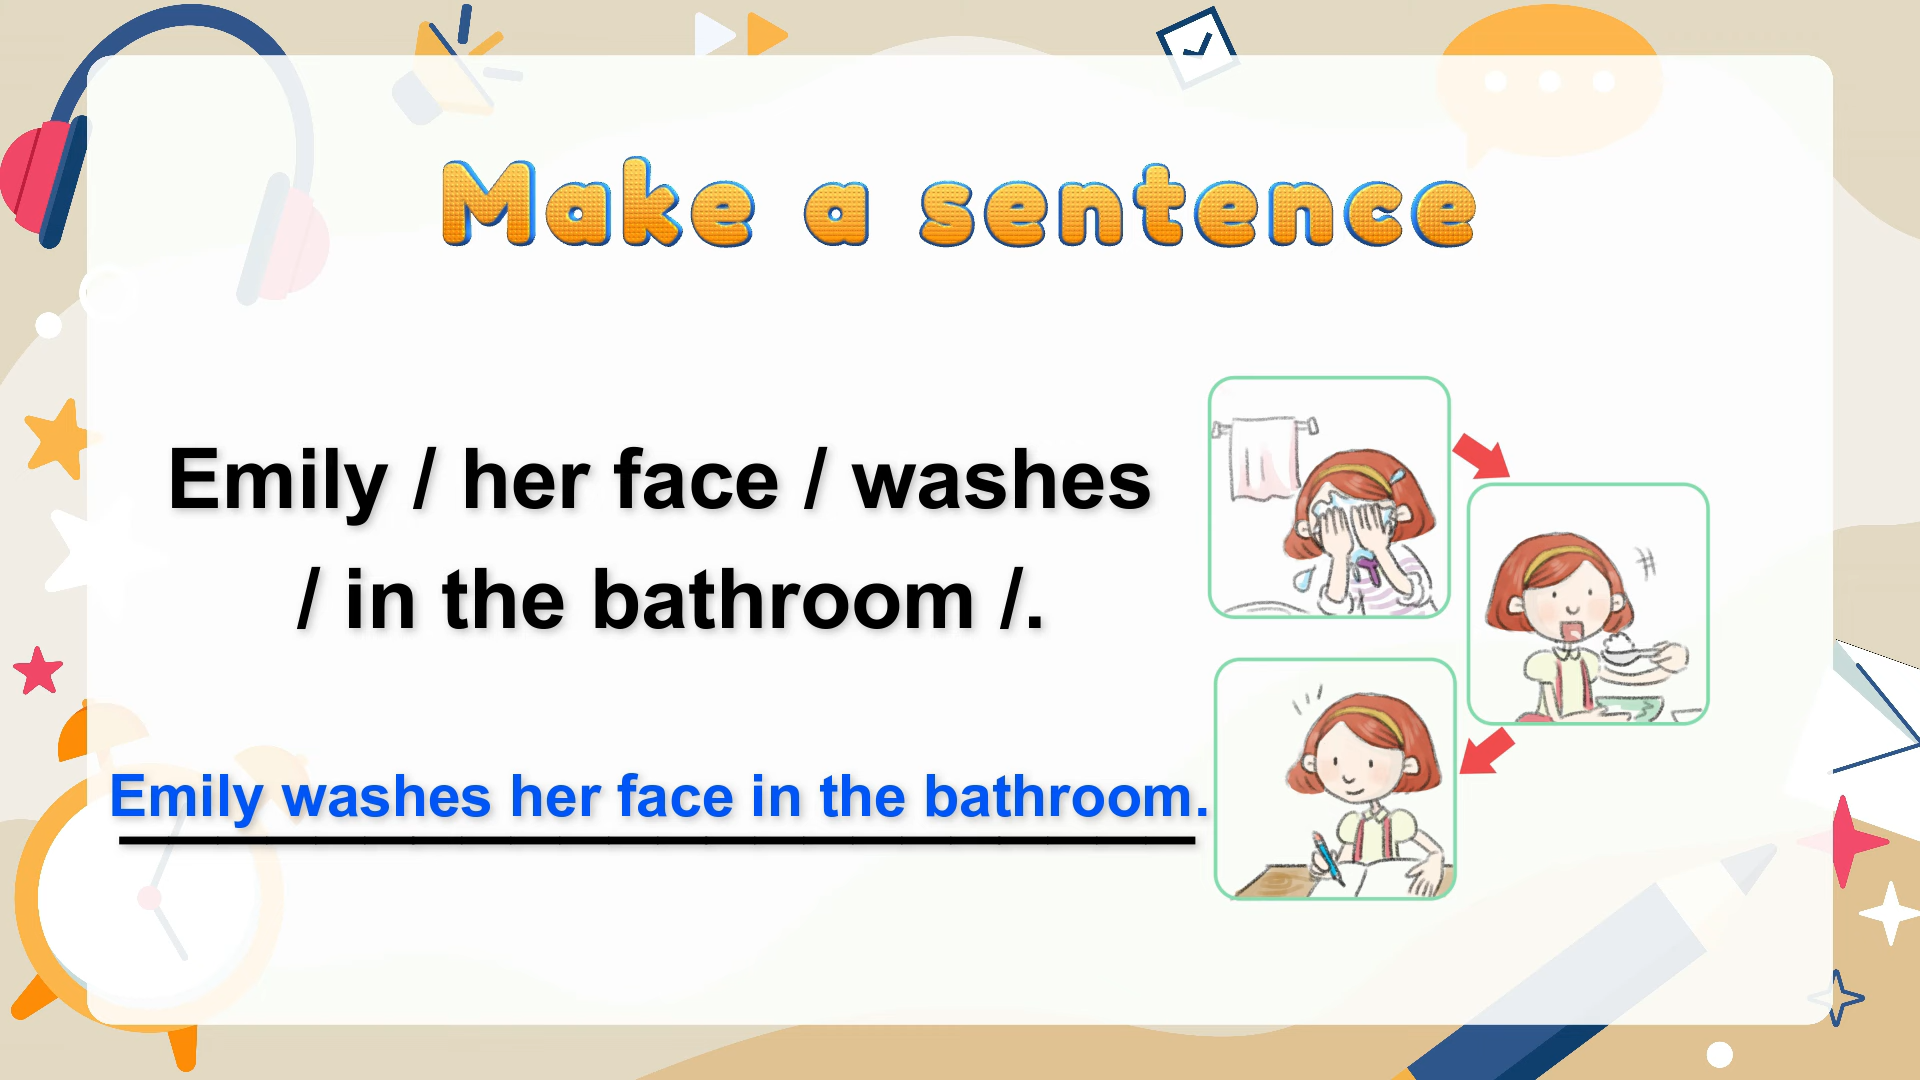 Make a sentence
Emily / her face / washes
/ in the bathroom /.
Emily washes her face in the bathroom.